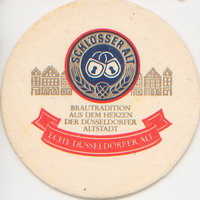 SCHLÖSSER ALT
BRAUTRADITION
AUS DEM HERZEN
DER DÜSSELDORFER
ALTSTADT
ECHT DÜSSELDORFER ALT